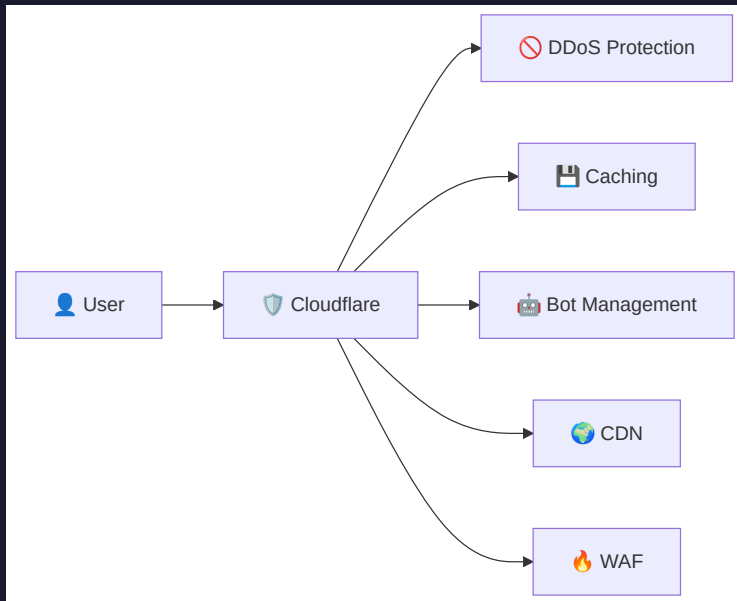 🚫 DDoS Protection
💾 Caching
👤 User
🛡️ Cloudflare
🤖 Bot Management
🌍 CDN
🔥 WAF